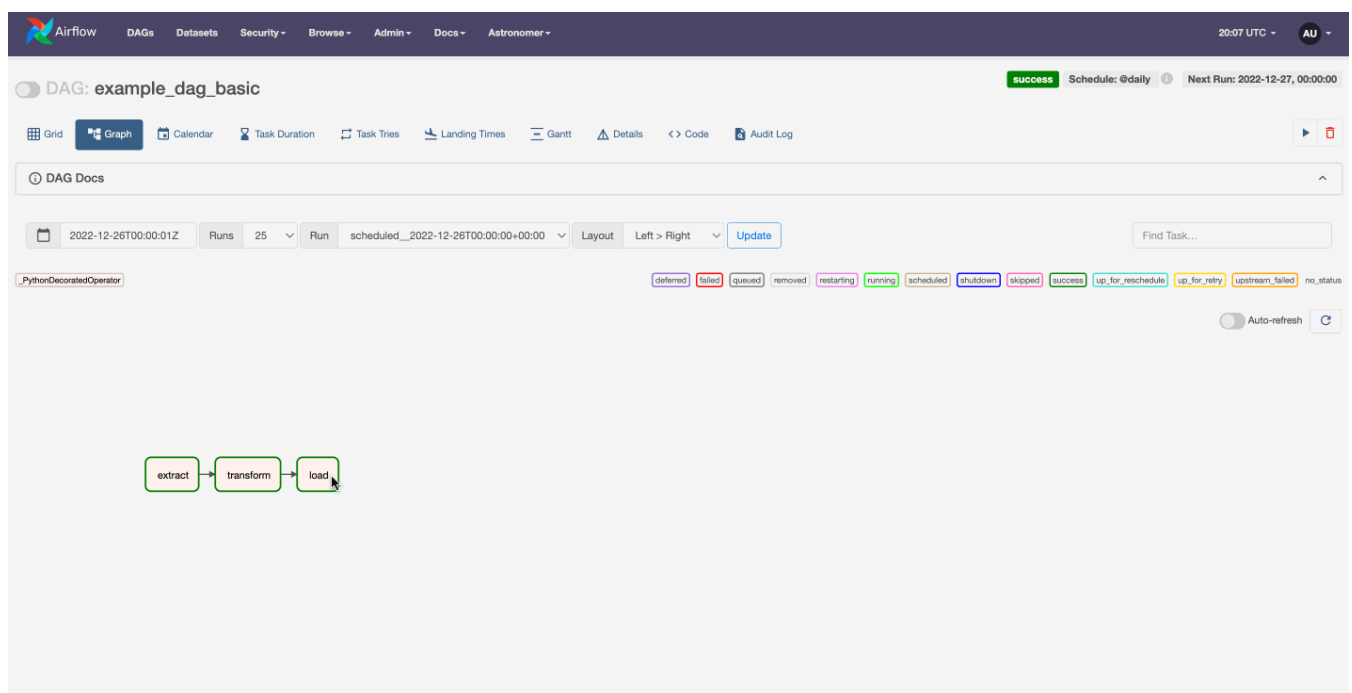 Airflow DAGs Datasets Security Browse Admin Docs Astronomer 20:07 UTC AU
DAG: example_dag_basic success Schedule: @daily Next Run: 2022-12-27, 00:00:00
Grid Graph Calendar Task Duration Task Tries Landing Times Gantt Details <> Code Audit Log
DAG Docs
2022-12-26T00:00:01Z Runs 25 Run scheduled__2022-12-26T00:00:00+00:00 Layout Left > Right Update Find Task...
_PythonDecoratedOperator deferred failed queued removed restarting running scheduled shutdown skipped success up_for_reschedule up_for_retry upstream_failed no_status
Auto-refresh
extract transform load